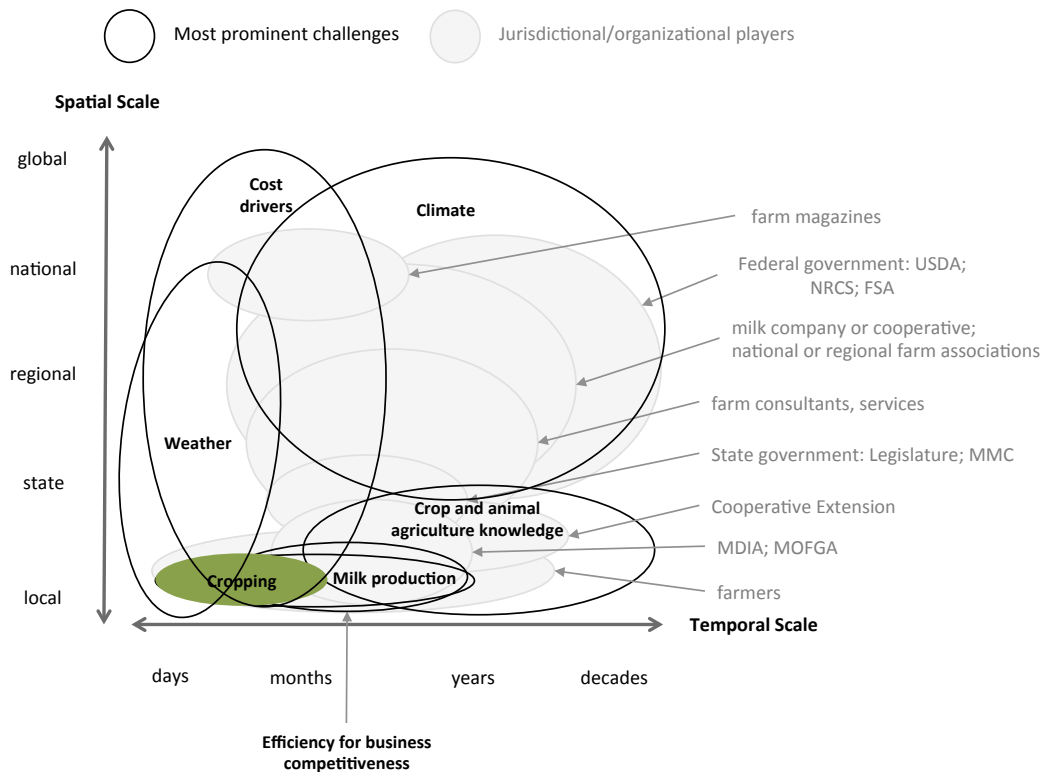 Most prominent challenges
Jurisdictional/organizational players
Spatial Scale
global
national
regional
state
local
Cost
drivers
Climate
Weather
Crop and animal
agriculture knowledge
Cropping
Milk production
farm magazines
Federal government: USDA;
NRCS; FSA
milk company or cooperative;
national or regional farm associations
farm consultants, services
State government: Legislature; MMC
Cooperative Extension
MDIA; MOFGA
farmers
Temporal Scale
days
months
years
decades
Efficiency for business
competitiveness